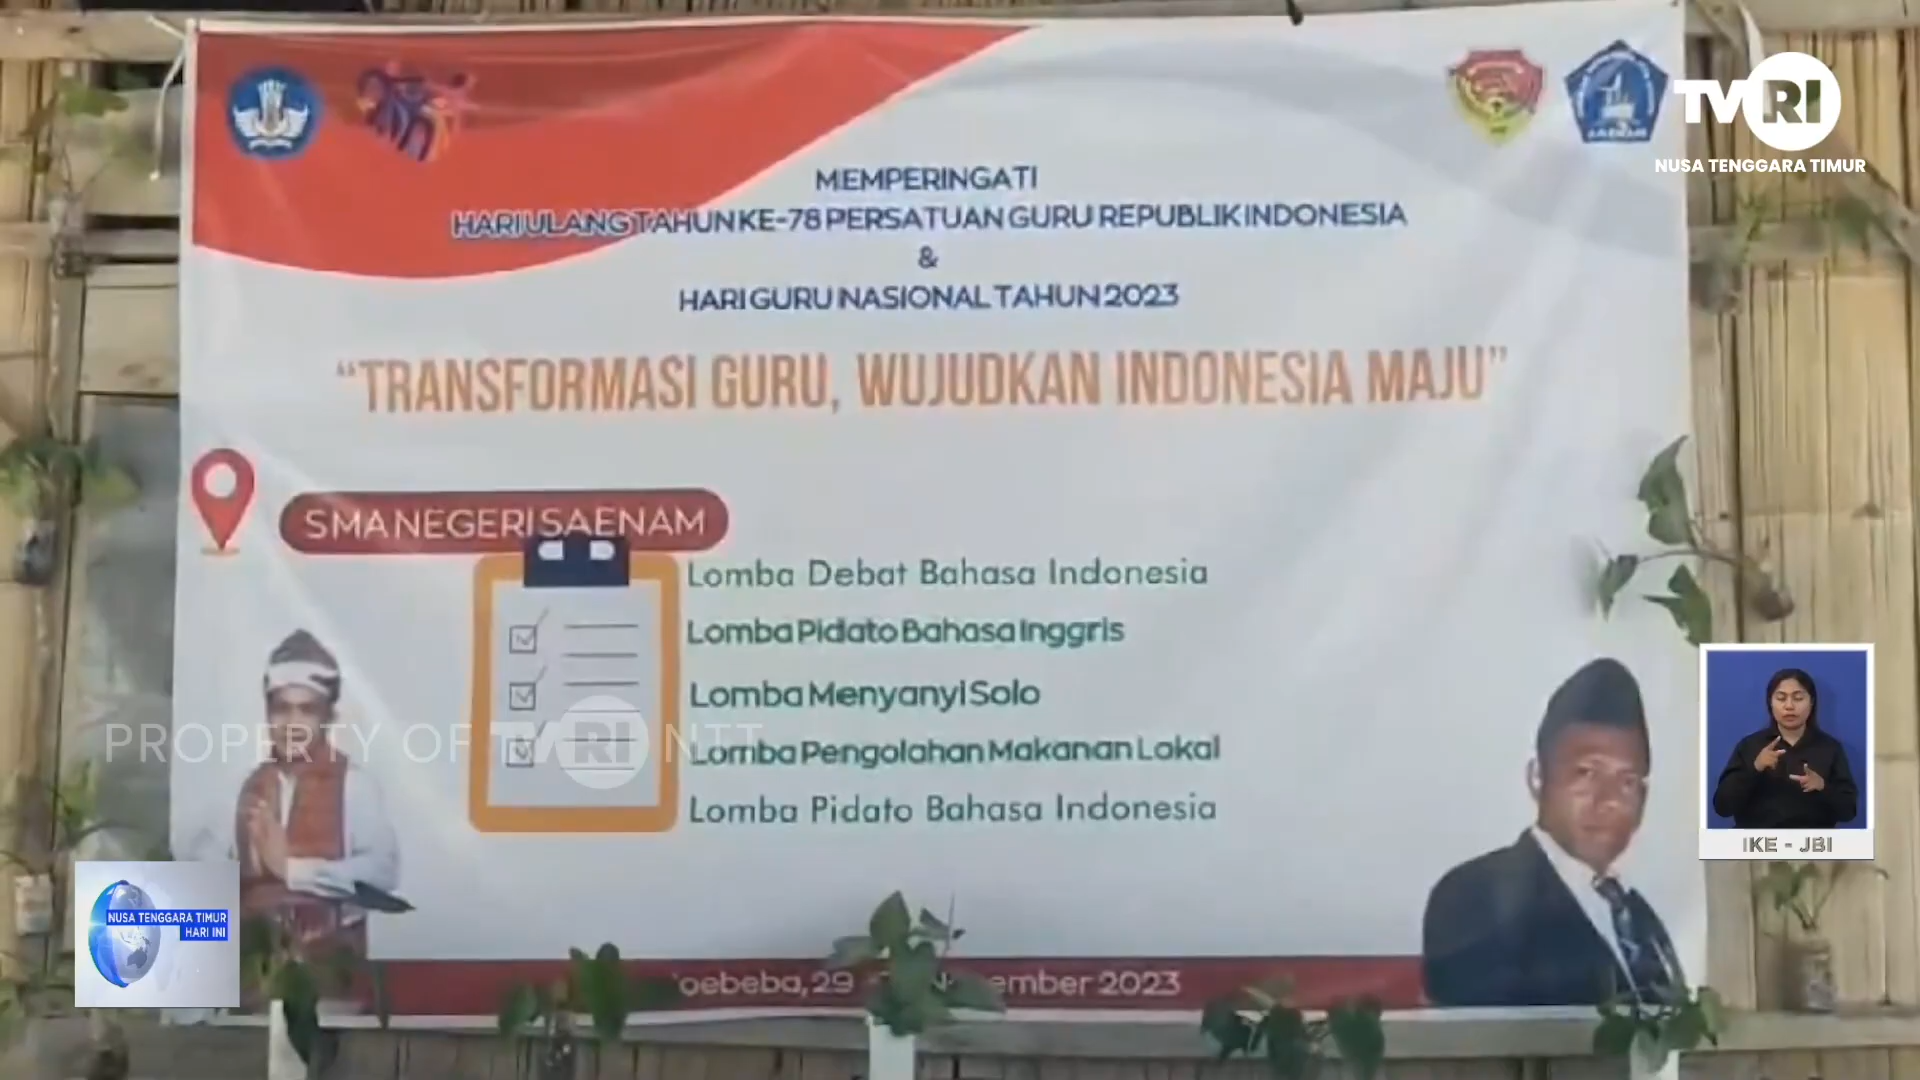 TVRI
NUSA TENGGARA TIMUR
MEMPERINGATI
HARI ULANG TAHUN KE-78 PERSATUAN GURU REPUBLIK INDONESIA
&
HARI GURU NASIONAL TAHUN 2023
“TRANSFORMASI GURU, WUJUDKAN INDONESIA MAJU”
SMA NEGERI SAENAM
Lomba Debat Bahasa Indonesia
Lomba Pidato Bahasa Inggris
Lomba Menyanyi Solo
Lomba Pengolahan Makanan Lokal
Lomba Pidato Bahasa Indonesia
PROPERTY OF TVRI NTT
IKE - JBI
NUSA TENGGARA TIMUR
HARI INI
29
2023